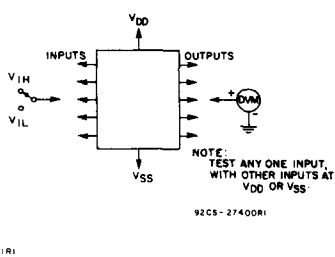 VDD
INPUTS
OUTPUTS
VIH
VIL
+
DVM
-
VSS
NOTE:
TEST ANY ONE INPUT,
WITH OTHER INPUTS AT
VDD OR VSS.
92CS-27400RI
IRI